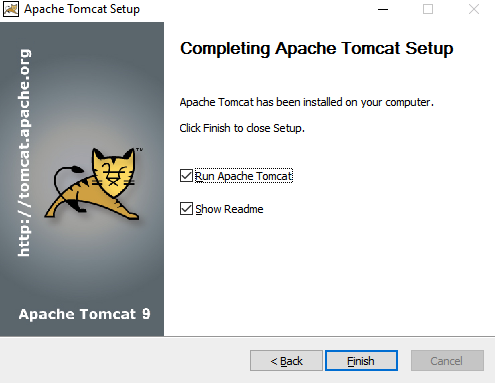 Apache Tomcat Setup
http://tomcat.apache.org
™
Apache Tomcat 9
Completing Apache Tomcat Setup
Apache Tomcat has been installed on your computer.
Click Finish to close Setup.
Run Apache Tomcat
Show Readme
< Back
Finish
Cancel